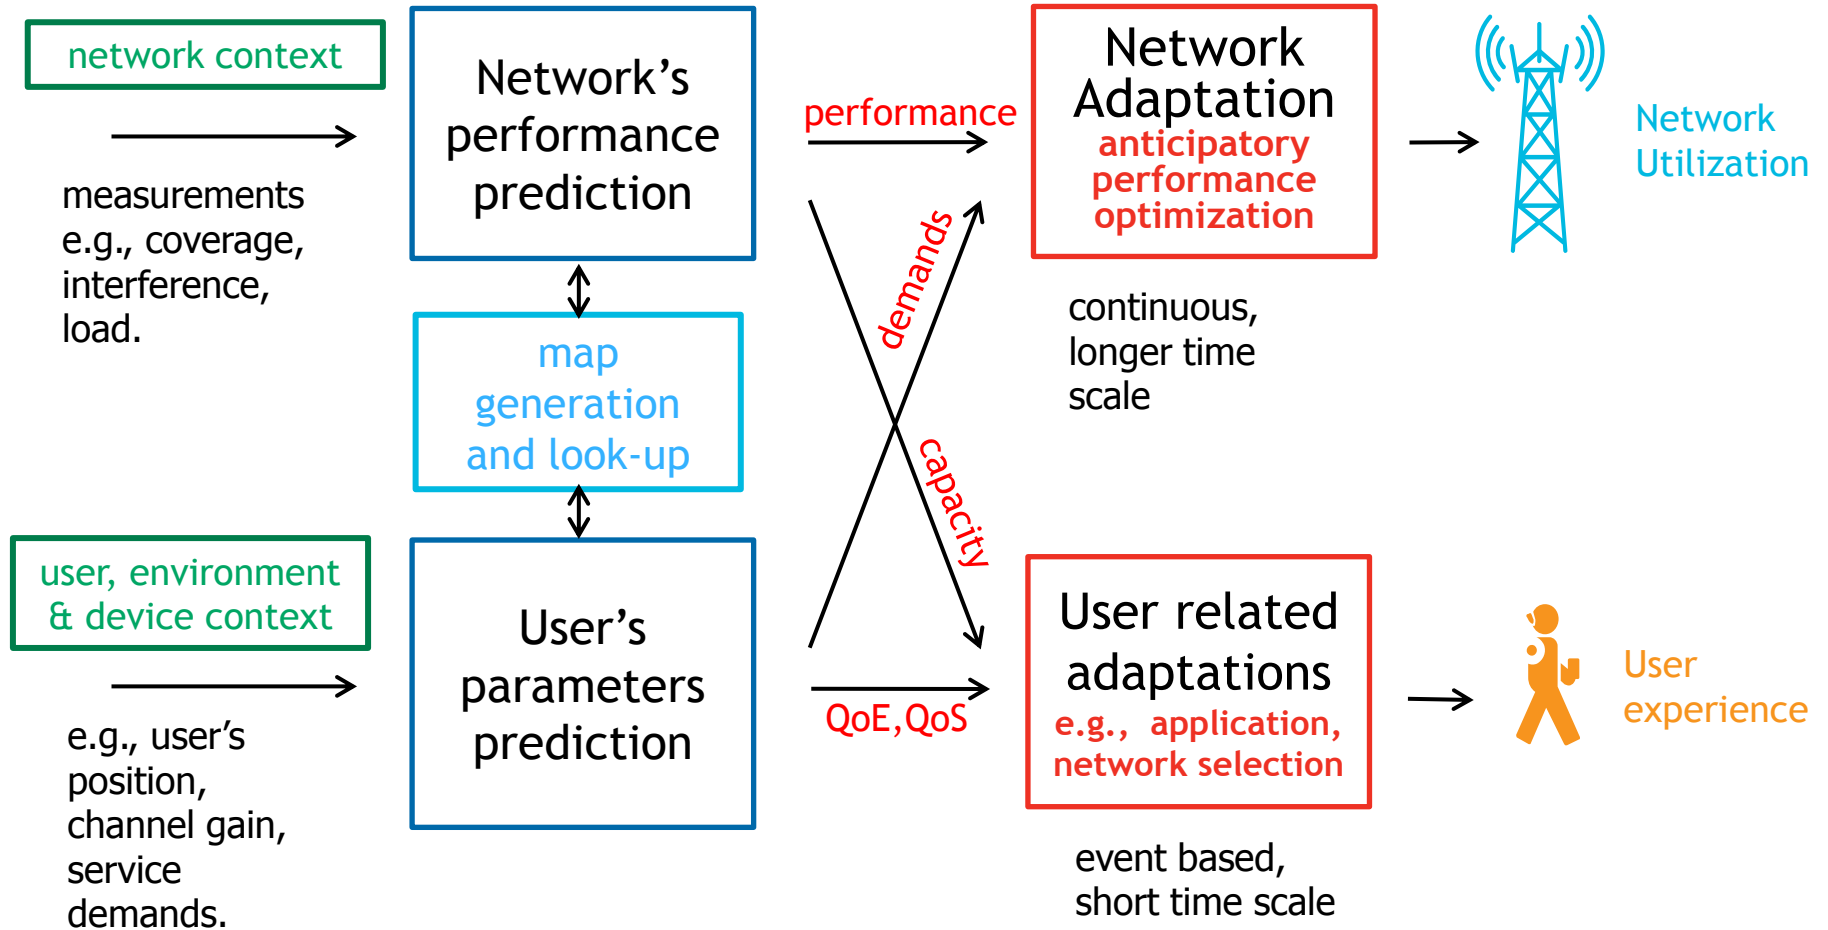 network context
measurements
e.g., coverage,
interference,
load.
Network’s
performance
prediction
map
generation
and look-up
user, environment
& device context
e.g., user’s
position,
channel gain,
service
demands.
User’s
parameters
prediction
performance
demands
capacity
QoE,QoS
Network
Adaptation
anticipatory
performance
optimization
continuous,
longer time
scale
User related
adaptations
e.g., application,
network selection
event based,
short time scale
Network
Utilization
User
experience